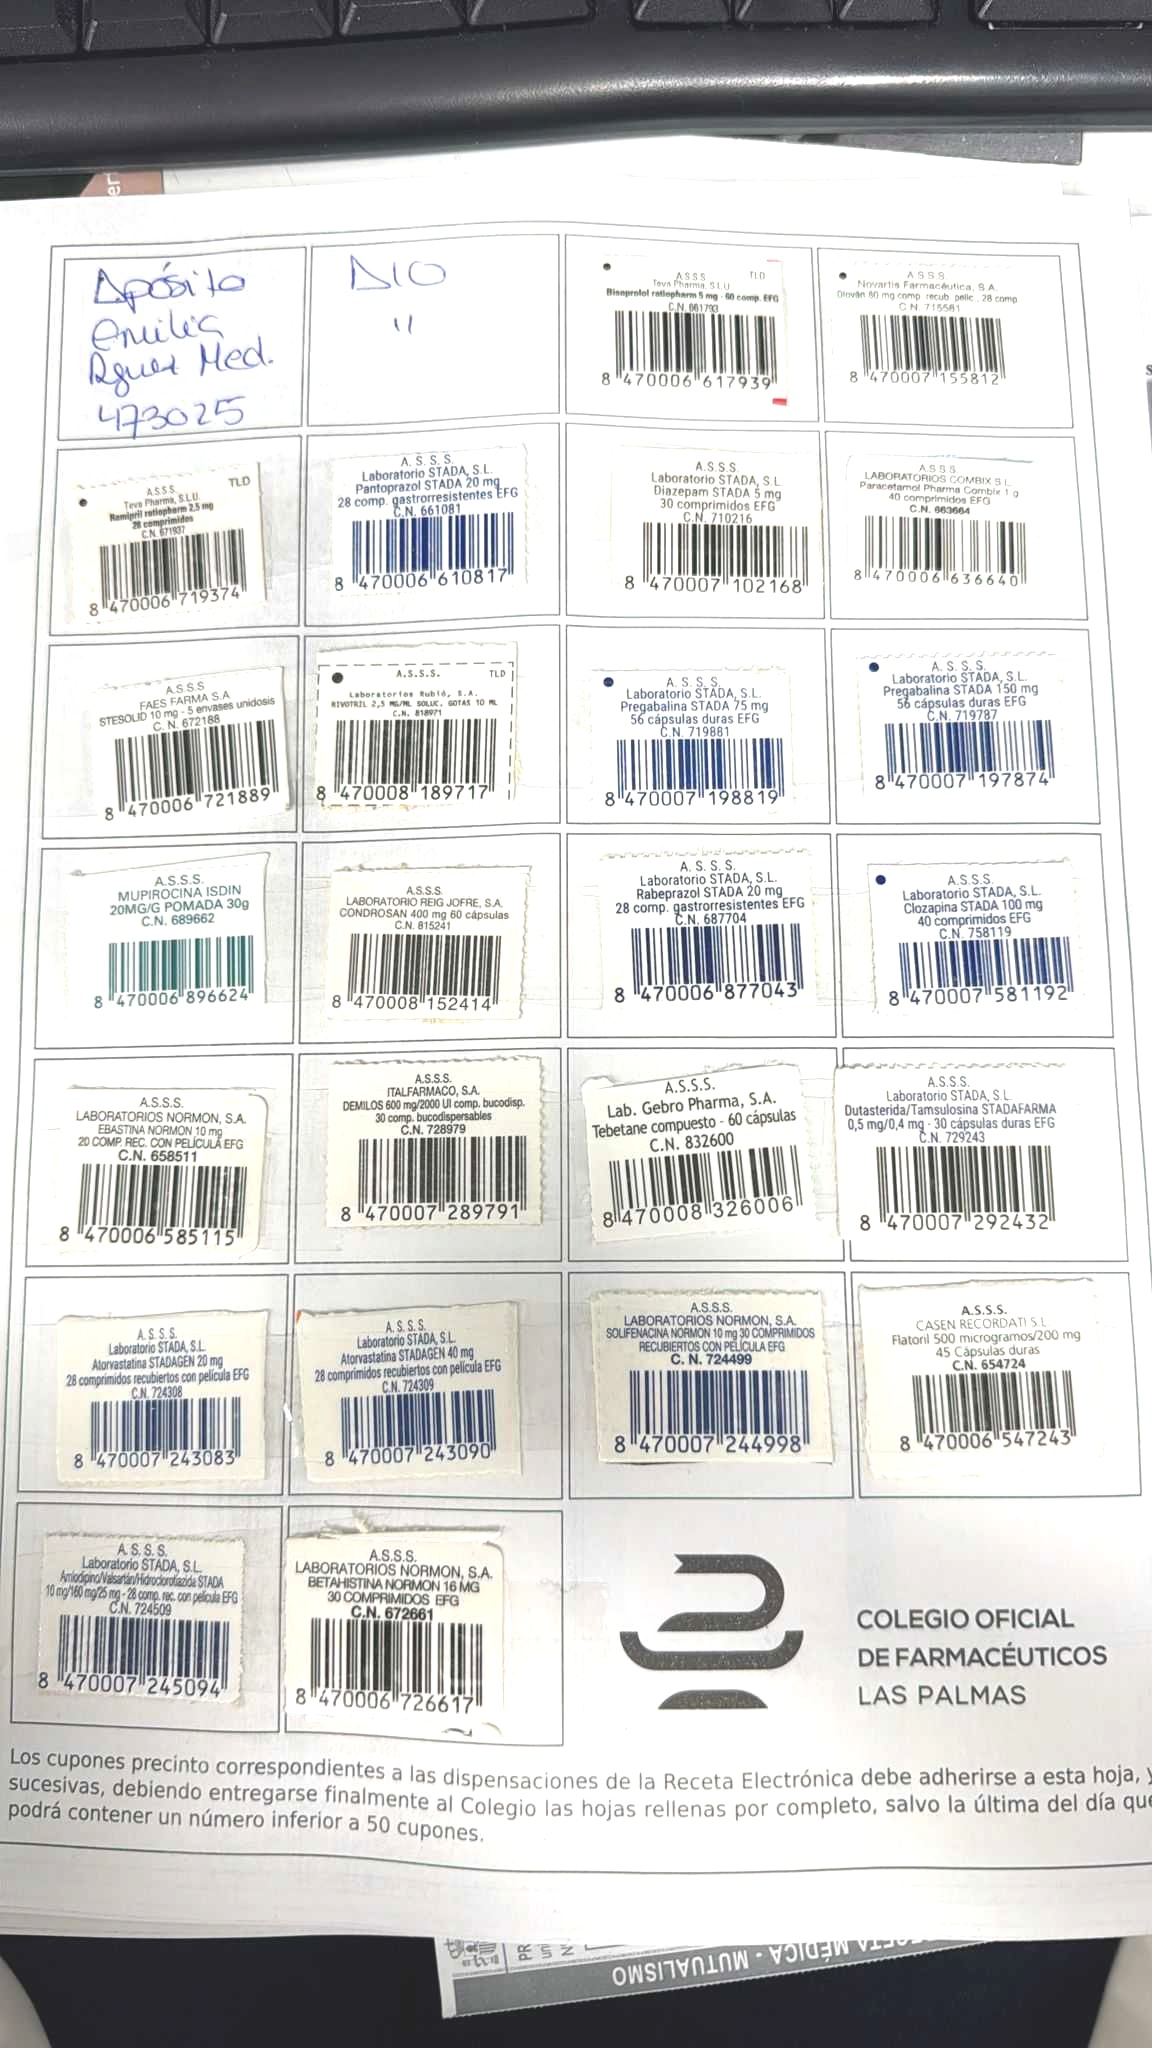 Apósito
emilia
Aguas Med.
473025
D10
"
A.S.S.S. TLD
Teva Pharma, S.L.U
Bisoprolol ratiopharm 5 mg - 60 comp. EFG
C.N. 661793
8 470006 617939
A.S.S.S.
Novartis Farmacéutica, S.A.
Diován 80 mg comp. recub. pelíc., 28 comp.
C.N. 715581
8 470007 155812
A.S.S.S. TLD
Teva Pharma, S.L.U.
Ramipril ratiopharm 2,5 mg
28 comprimidos
C.N. 671937
8 470006 719374
A. S. S. S.
Laboratorio STADA, S.L.
Pantoprazol STADA 20 mg
28 comp. gastrorresistentes EFG
C.N. 661081
8 470006 610817
A.S.S.S.
Laboratorio STADA, S.L.
Diazepam STADA 5 mg
30 comprimidos EFG
C.N. 710216
8 470007 102168
A.S.S.S.
LABORATORIOS COMBIX S.L.
Paracetamol Pharma Combix 1 g
40 comprimidos EFG
C.N. 663664
8 470006 636640
A.S.S.S
FAES FARMA S.A
STESOLID 10 mg - 5 envases unidosis
C. N. 672188
8 470006 721889
A.S.S.S. TLD
Laboratorios Rubió, S.A.
RIVOTRIL 2,5 MG/ML SOLUC. GOTAS 10 ML
C.N. 818971
8 470008 189717
A. S. S. S.
Laboratorio STADA, S.L.
Pregabalina STADA 75 mg
56 cápsulas duras EFG
C.N. 719881
8 470007 198819
A. S. S. S.
Laboratorio STADA, S.L.
Pregabalina STADA 150 mg
56 cápsulas duras EFG
C.N. 719787
8 470007 197874
A.S.S.S.
MUPIROCINA ISDIN
20MG/G POMADA 30g
C.N. 689662
8 470006 896624
A.S.S.S.
LABORATORIO REIG JOFRE, S.A.
CONDROSAN 400 mg 60 cápsulas
C.N. 815241
8 470008 152414
A. S. S. S.
Laboratorio STADA, S.L.
Rabeprazol STADA 20 mg
28 comp. gastrorresistentes EFG
C.N. 687704
8 470006 877043
A.S.S.S.
Laboratorio STADA, S.L.
Clozapina STADA 100 mg
40 comprimidos EFG
C.N. 758119
8 470007 581192
A.S.S.S.
LABORATORIOS NORMON, S.A.
EBASTINA NORMON 10 mg
20 COMP. REC. CON PELÍCULA EFG
C.N. 658511
8 470006 585115
A.S.S.S.
ITALFARMACO, S.A.
DEMILOS 600 mg/2000 UI comp. bucodisp.
30 comp. bucodispersables
C.N. 728979
8 470007 289791
A.S.S.S.
Lab. Gebro Pharma, S.A.
Tebetane compuesto - 60 cápsulas
C.N. 832600
8 470008 326006
A.S.S.S.
Laboratorio STADA, S.L.
Dutasterida/Tamsulosina STADAFARMA
0,5 mg/0,4 mg - 30 cápsulas duras EFG
C.N. 729243
8 470007 292432
A. S. S. S.
Laboratorio STADA, S.L.
Atorvastatina STADAGEN 20 mg
28 comprimidos recubiertos con película EFG
C.N. 724308
8 470007 243083
A. S. S. S.
Laboratorio STADA, S.L.
Atorvastatina STADAGEN 40 mg
28 comprimidos recubiertos con película EFG
C.N. 724309
8 470007 243090
A.S.S.S.
LABORATORIOS NORMON, S.A.
SOLIFENACINA NORMON 10 mg 30 COMPRIMIDOS
RECUBIERTOS CON PELÍCULA EFG
C. N. 724499
8 470007 244998
A.S.S.S.
CASEN RECORDATI S.L
Flatoril 500 microgramos/200 mg
45 Cápsulas duras
C.N. 654724
8 470006 547243
A. S. S. S.
Laboratorio STADA, S.L.
Amlodipino/Valsartán/Hidroclorotiazida STADA
10 mg/160 mg/25 mg - 28 comp. rec. con película EFG
C.N. 724509
8 470007 245094
A.S.S.S.
LABORATORIOS NORMON, S.A.
BETAHISTINA NORMON 16 MG
30 COMPRIMIDOS EFG
C.N. 672661
8 470006 726617
COLEGIO OFICIAL
DE FARMACÉUTICOS
LAS PALMAS
Los cupones precinto correspondientes a las dispensaciones de la Receta Electrónica debe adherirse a esta hoja, y
sucesivas, debiendo entregarse finalmente al Colegio las hojas rellenas por completo, salvo la última del día que
podrá contener un número inferior a 50 cupones.
MÉDICA - MUTUALISMO